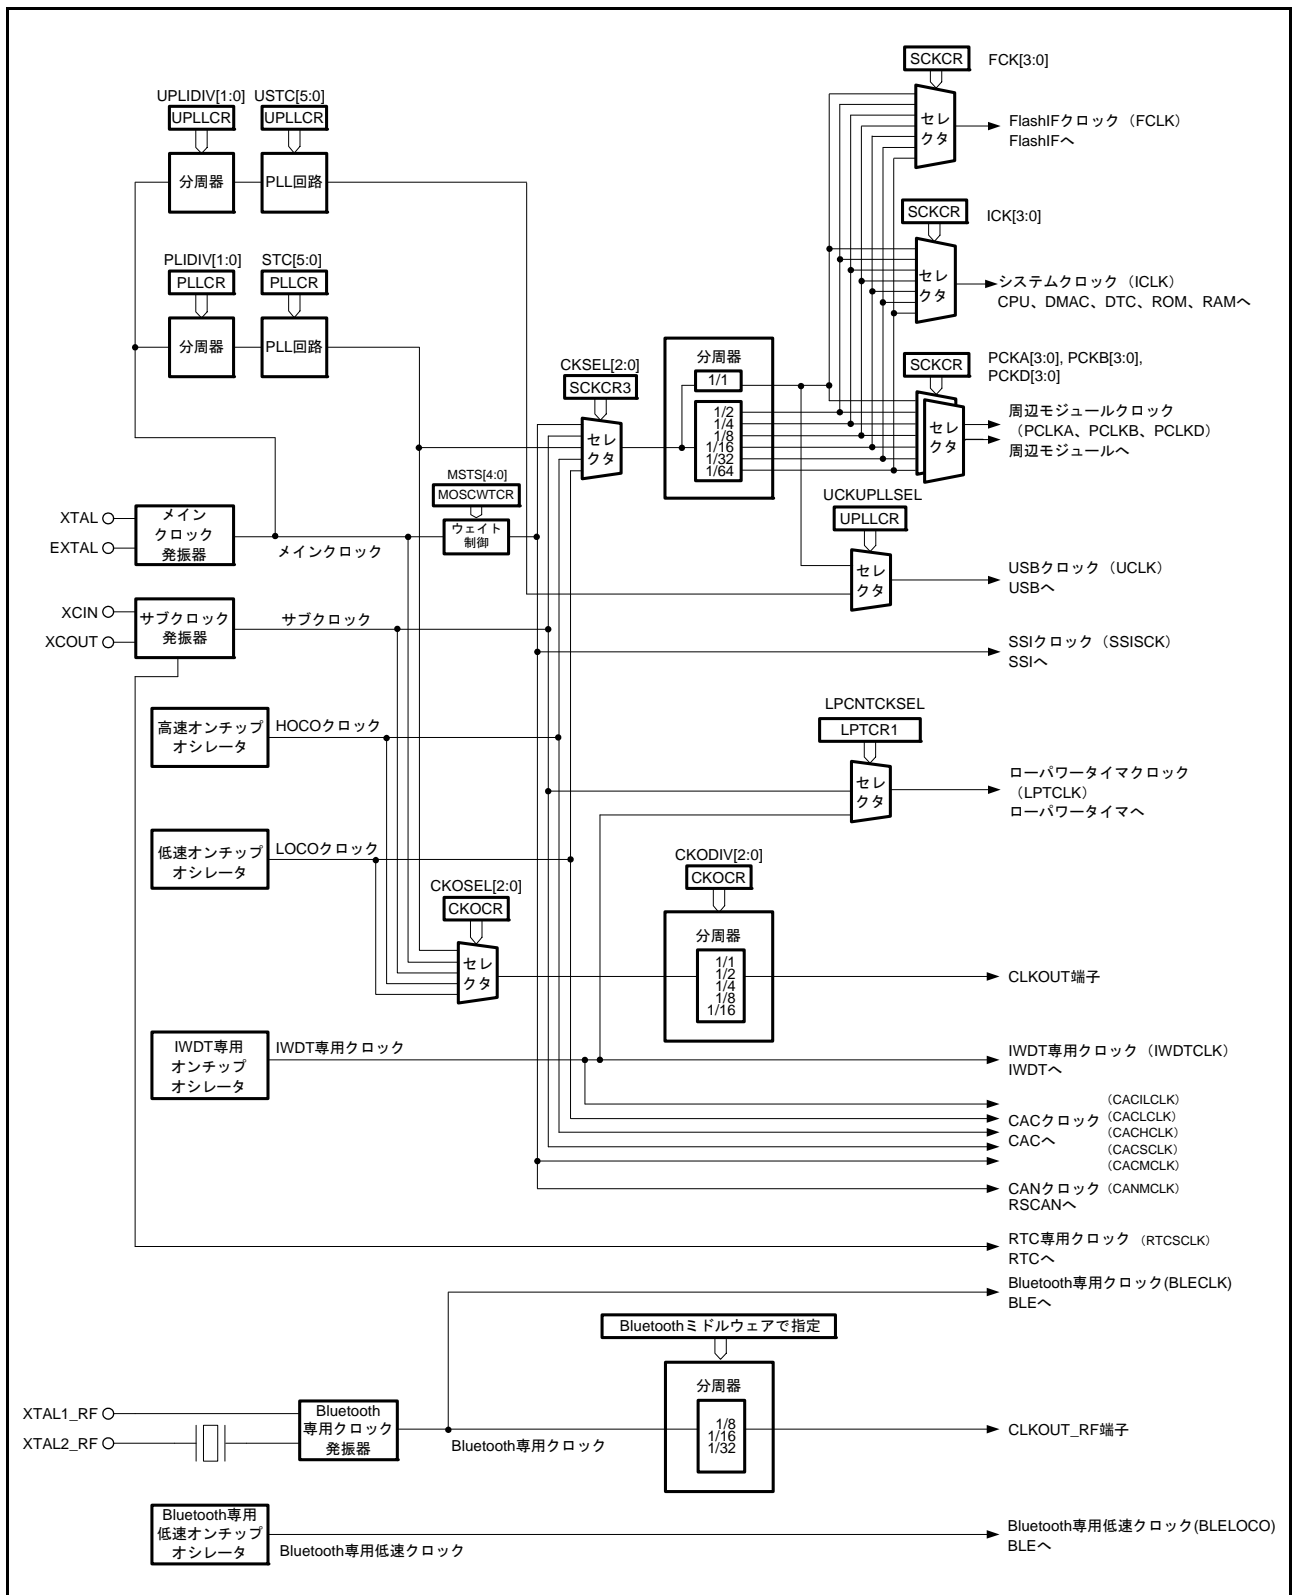 SCKCR
FCK[3:0]
セレ
クタ
FlashIFクロック（FCLK）
FlashIFへ
UPLIDIV[1:0]
USTC[5:0]
UPLLCR
UPLLCR
分周器
PLL回路
SCKCR
ICK[3:0]
セレ
クタ
システムクロック（ICLK）
CPU、DMAC、DTC、ROM、RAMへ
PLIDIV[1:0]
STC[5:0]
PLLCR
PLLCR
分周器
PLL回路
CKSEL[2:0]
SCKCR3
セレ
クタ
分周器
1/1
1/2
1/4
1/8
1/16
1/32
1/64
SCKCR
PCKA[3:0], PCKB[3:0],
PCKD[3:0]
セレ
クタ
周辺モジュールクロック
（PCLKA、PCLKB、PCLKD）
周辺モジュールへ
XTAL
EXTAL
メイン
クロック
発振器
メインクロック
MSTS[4:0]
MOSCWTCR
ウェイト
制御
UCKUPLLSEL
UPLLCR
セレ
クタ
USBクロック（UCLK）
USBへ
XCIN
XCOUT
サブクロック
発振器
サブクロック
SSIクロック（SSISCK）
SSIへ
高速オンチップ
オシレータ
HOCOクロック
LPCNTCKSEL
LPTCR1
セレ
クタ
ローパワータイマクロック
（LPTCLK）
ローパワータイマへ
低速オンチップ
オシレータ
LOCOクロック
CKOSEL[2:0]
CKOCR
セレ
クタ
CKODIV[2:0]
CKOCR
分周器
1/1
1/2
1/4
1/8
1/16
CLKOUT端子
IWDT専用
オンチップ
オシレータ
IWDT専用クロック
IWDT専用クロック（IWDTCLK）
IWDTへ
CACクロック
CACへ
（CACILCLK）
（CACLCLK）
（CACHCLK）
（CACSCLK）
（CACMCLK）
CANクロック（CANMCLK）
RSCANへ
RTC専用クロック（RTCSCLK）
RTCへ
Bluetooth専用クロック(BLECLK)
BLEへ
Bluetoothミドルウェアで指定
XTAL1_RF
XTAL2_RF
Bluetooth
専用クロック
発振器
Bluetooth専用クロック
分周器
1/8
1/16
1/32
CLKOUT_RF端子
Bluetooth専用
低速オンチップ
オシレータ
Bluetooth専用低速クロック
Bluetooth専用低速クロック(BLELOCO)
BLEへ